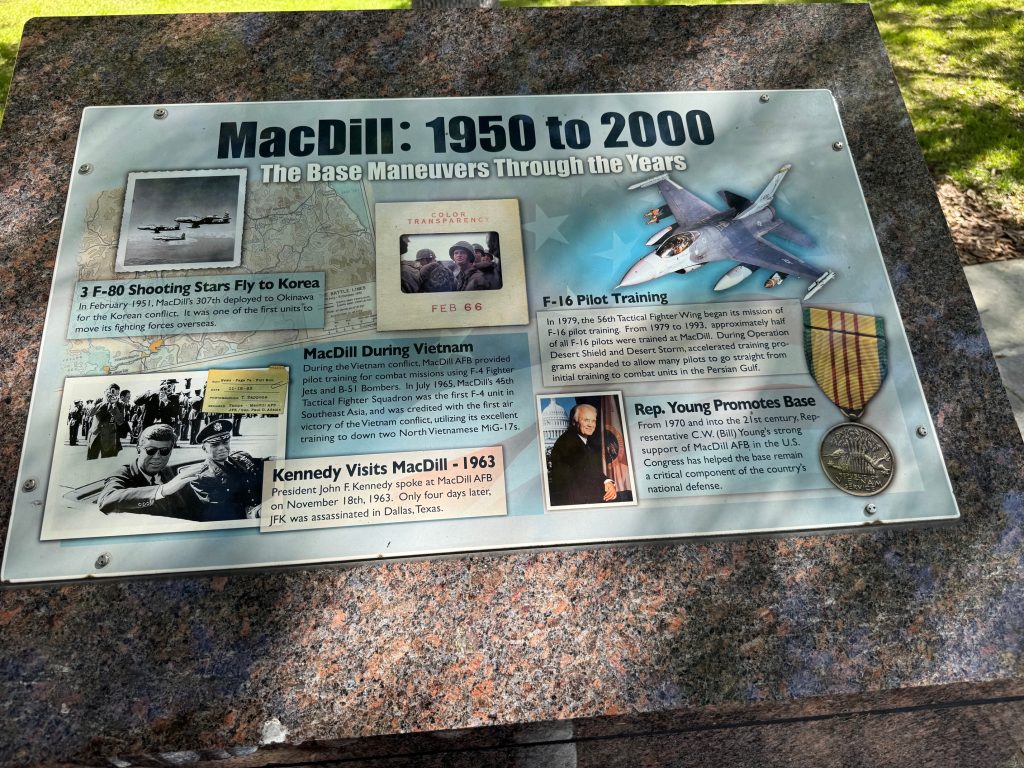 MacDill: 1950 to 2000
The Base Maneuvers Through the Years
3 F-80 Shooting Stars Fly to Korea
In February 1951, MacDill's 307th deployed to Okinawa
for the Korean conflict. It was one of the first units to
move its fighting forces overseas.
BATTLE LINES
COLOR
TRANSPARENCY
FEB 66
MacDill During Vietnam
During the Vietnam conflict, MacDill AFB provided
pilot training for combat missions using F-4 Fighter
Jets and B-51 Bombers. In July 1965, MacDill's 45th
Tactical Fighter Squadron was the first F-4 unit in
Southeast Asia, and was credited with the first air
victory of the Vietnam conflict, utilizing its excellent
training to down two North Vietnamese MiG-17s.
Kennedy Visits MacDill - 1963
President John F. Kennedy spoke at MacDill AFB
on November 18th, 1963. Only four days later,
JFK was assassinated in Dallas, Texas.
F-16 Pilot Training
In 1979, the 56th Tactical Fighter Wing began its mission of
F-16 pilot training. From 1979 to 1993, approximately half
of all F-16 pilots were trained at MacDill. During Operation
Desert Shield and Desert Storm, accelerated training pro-
grams expanded to allow many pilots to go straight from
initial training to combat units in the Persian Gulf.
Rep. Young Promotes Base
From 1970 and into the 21st century, Rep-
resentative C.W. (Bill) Young's strong
support of MacDill AFB in the U.S.
Congress has helped the base remain
a critical component of the country's
national defense.